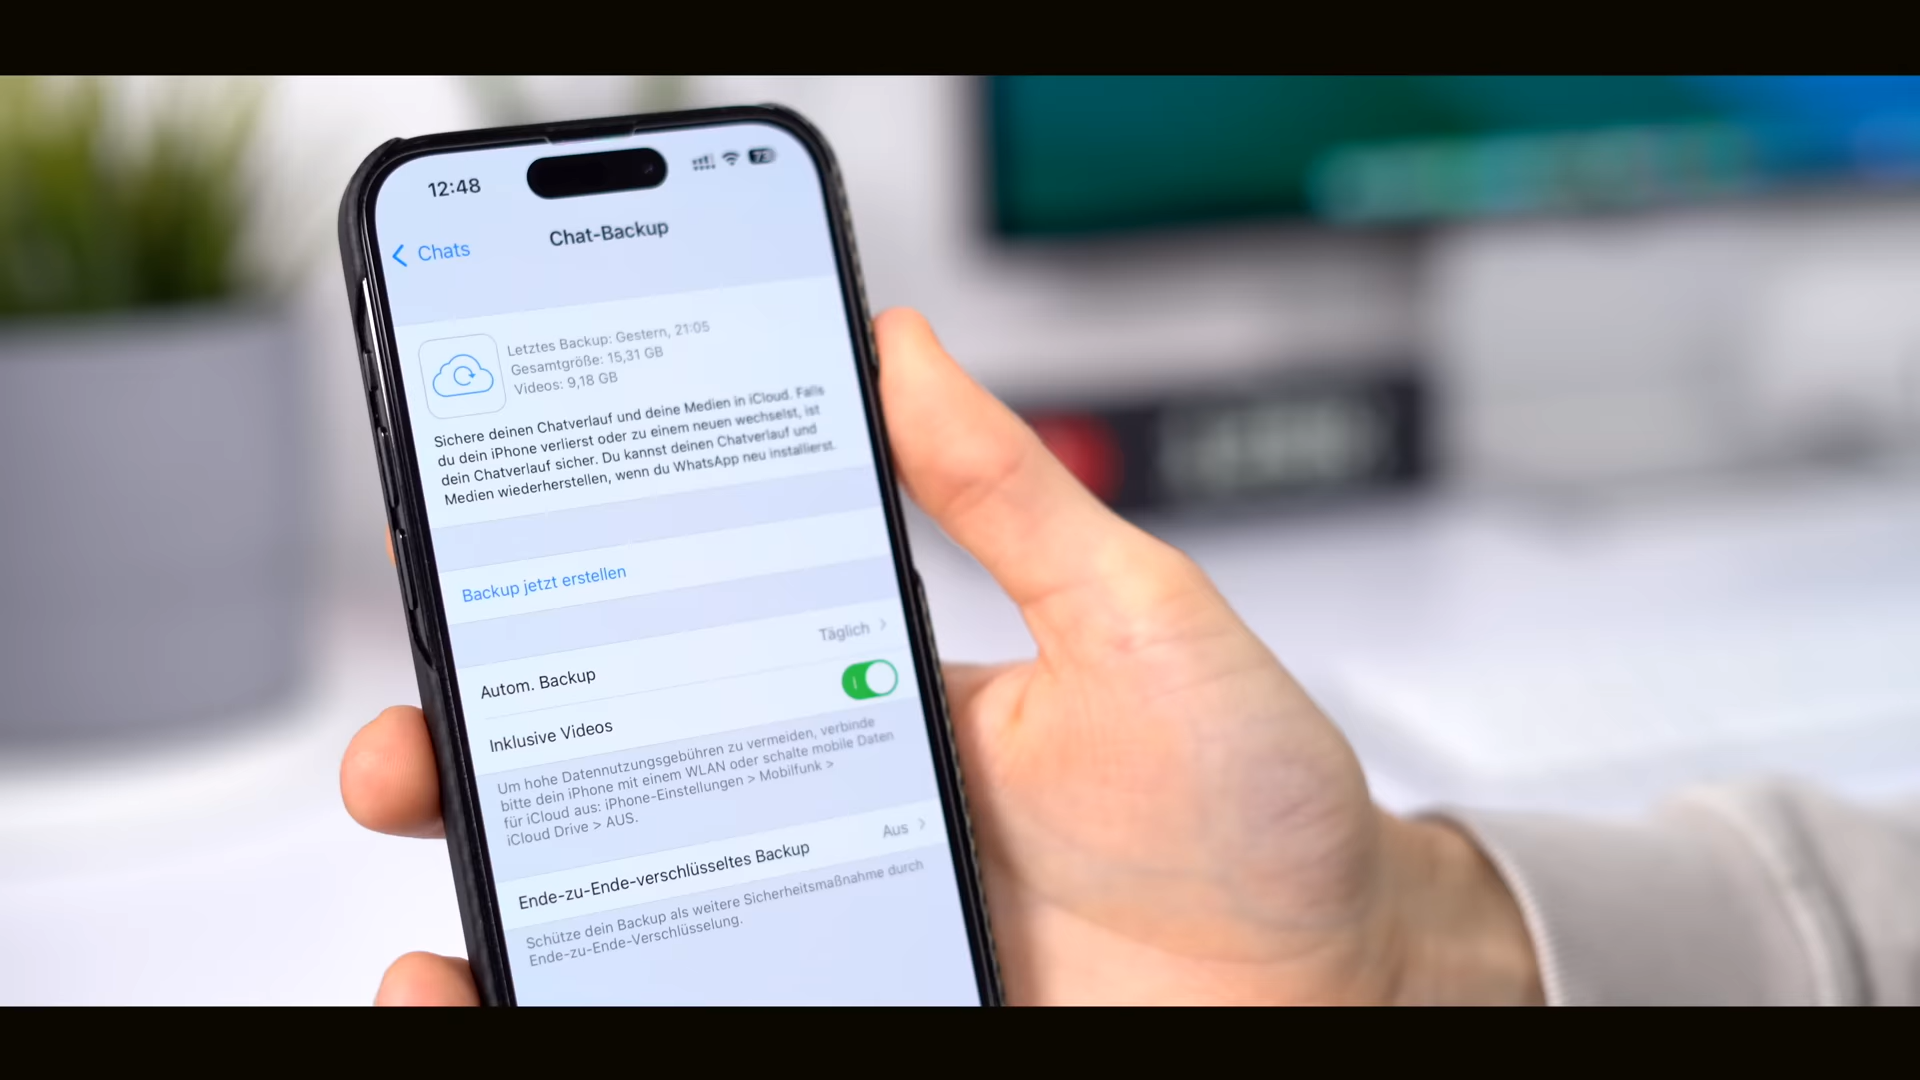 12:48
73
Chats
Chat-Backup
Letztes Backup: Gestern, 21:05
Gesamtgröße: 15,31 GB
Videos: 9,18 GB
Sichere deinen Chatverlauf und deine Medien in iCloud. Falls
du dein iPhone verlierst oder zu einem neuen wechselst, ist
dein Chatverlauf sicher. Du kannst deinen Chatverlauf und
Medien wiederherstellen, wenn du WhatsApp neu installierst.
Backup jetzt erstellen
Autom. Backup Täglich
Inklusive Videos
Um hohe Datennutzungsgebühren zu vermeiden, verbinde
bitte dein iPhone mit einem WLAN oder schalte mobile Daten
für iCloud aus: iPhone-Einstellungen > Mobilfunk >
iCloud Drive > AUS.
Ende-zu-Ende-verschlüsseltes Backup Aus
Schütze dein Backup als weitere Sicherheitsmaßnahme durch
Ende-zu-Ende-Verschlüsselung.